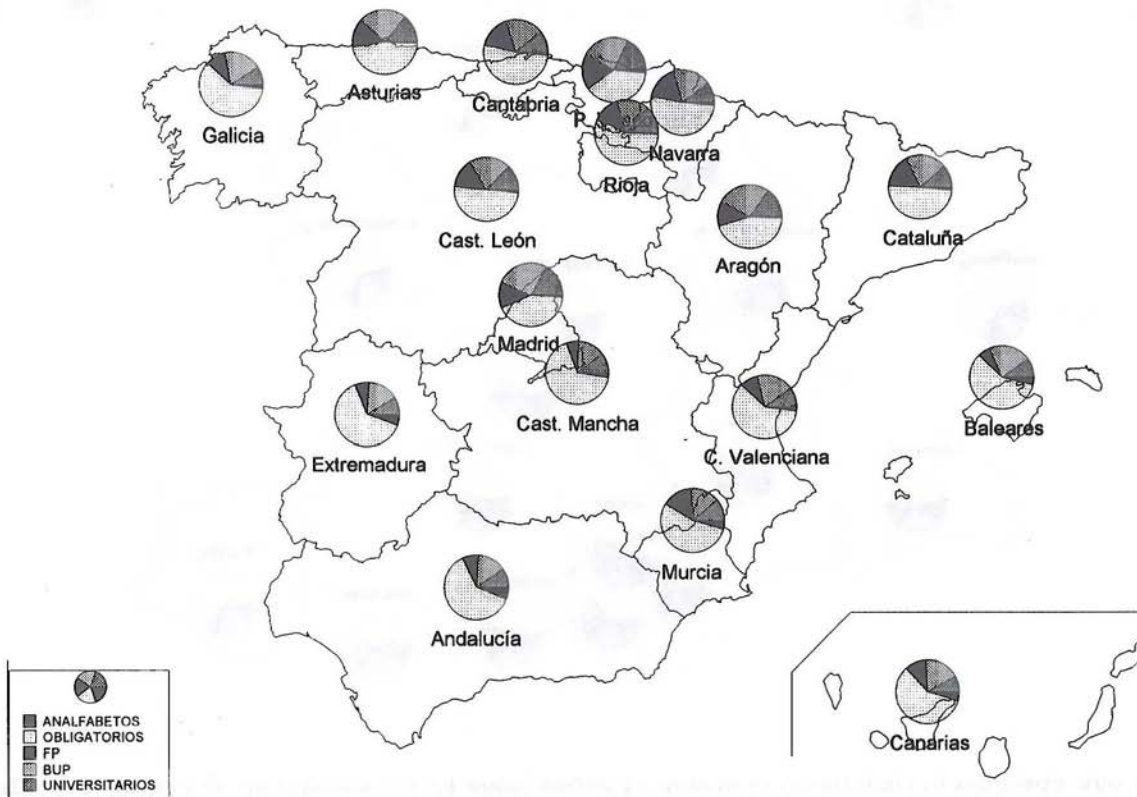 Galicia
Asturias
Cantabria
Navarra
Rioja
Cast. León
Aragón
Cataluña
Madrid
Cast. Mancha
Extremadura
C. Valenciana
Baleares
Murcia
Andalucía
Canarias
ANALFABETOS
OBLIGATORIOS
FP
BUP
UNIVERSITARIOS